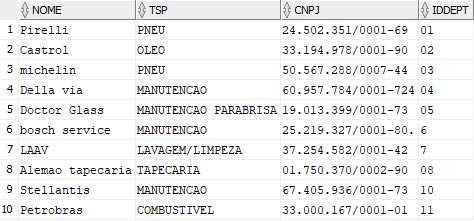 NOME TSP CNPJ IDDEPT
1 Pirelli PNEU 24.502.351/0001-69 01
2 Castrol OLEO 33.194.978/0001-90 02
3 michelin PNEU 50.567.288/0007-44 03
4 Della via MANUTENCAO 60.957.784/0001-724 04
5 Doctor Glass MANUTENCAO PARABRISA 19.013.399/0001-73 05
6 bosch service MANUTENCAO 25.219.327/0001-80. 6
7 LAAV LAVAGEM/LIMPEZA 37.254.582/0001-42 7
8 Alemao tapecaria TAPECARIA 01.750.370/0002-90 08
9 Stellantis MANUTENCAO 67.405.936/0001-73 10
10 Petrobras COMBUSTIVEL 33.000.167/0001-01 11